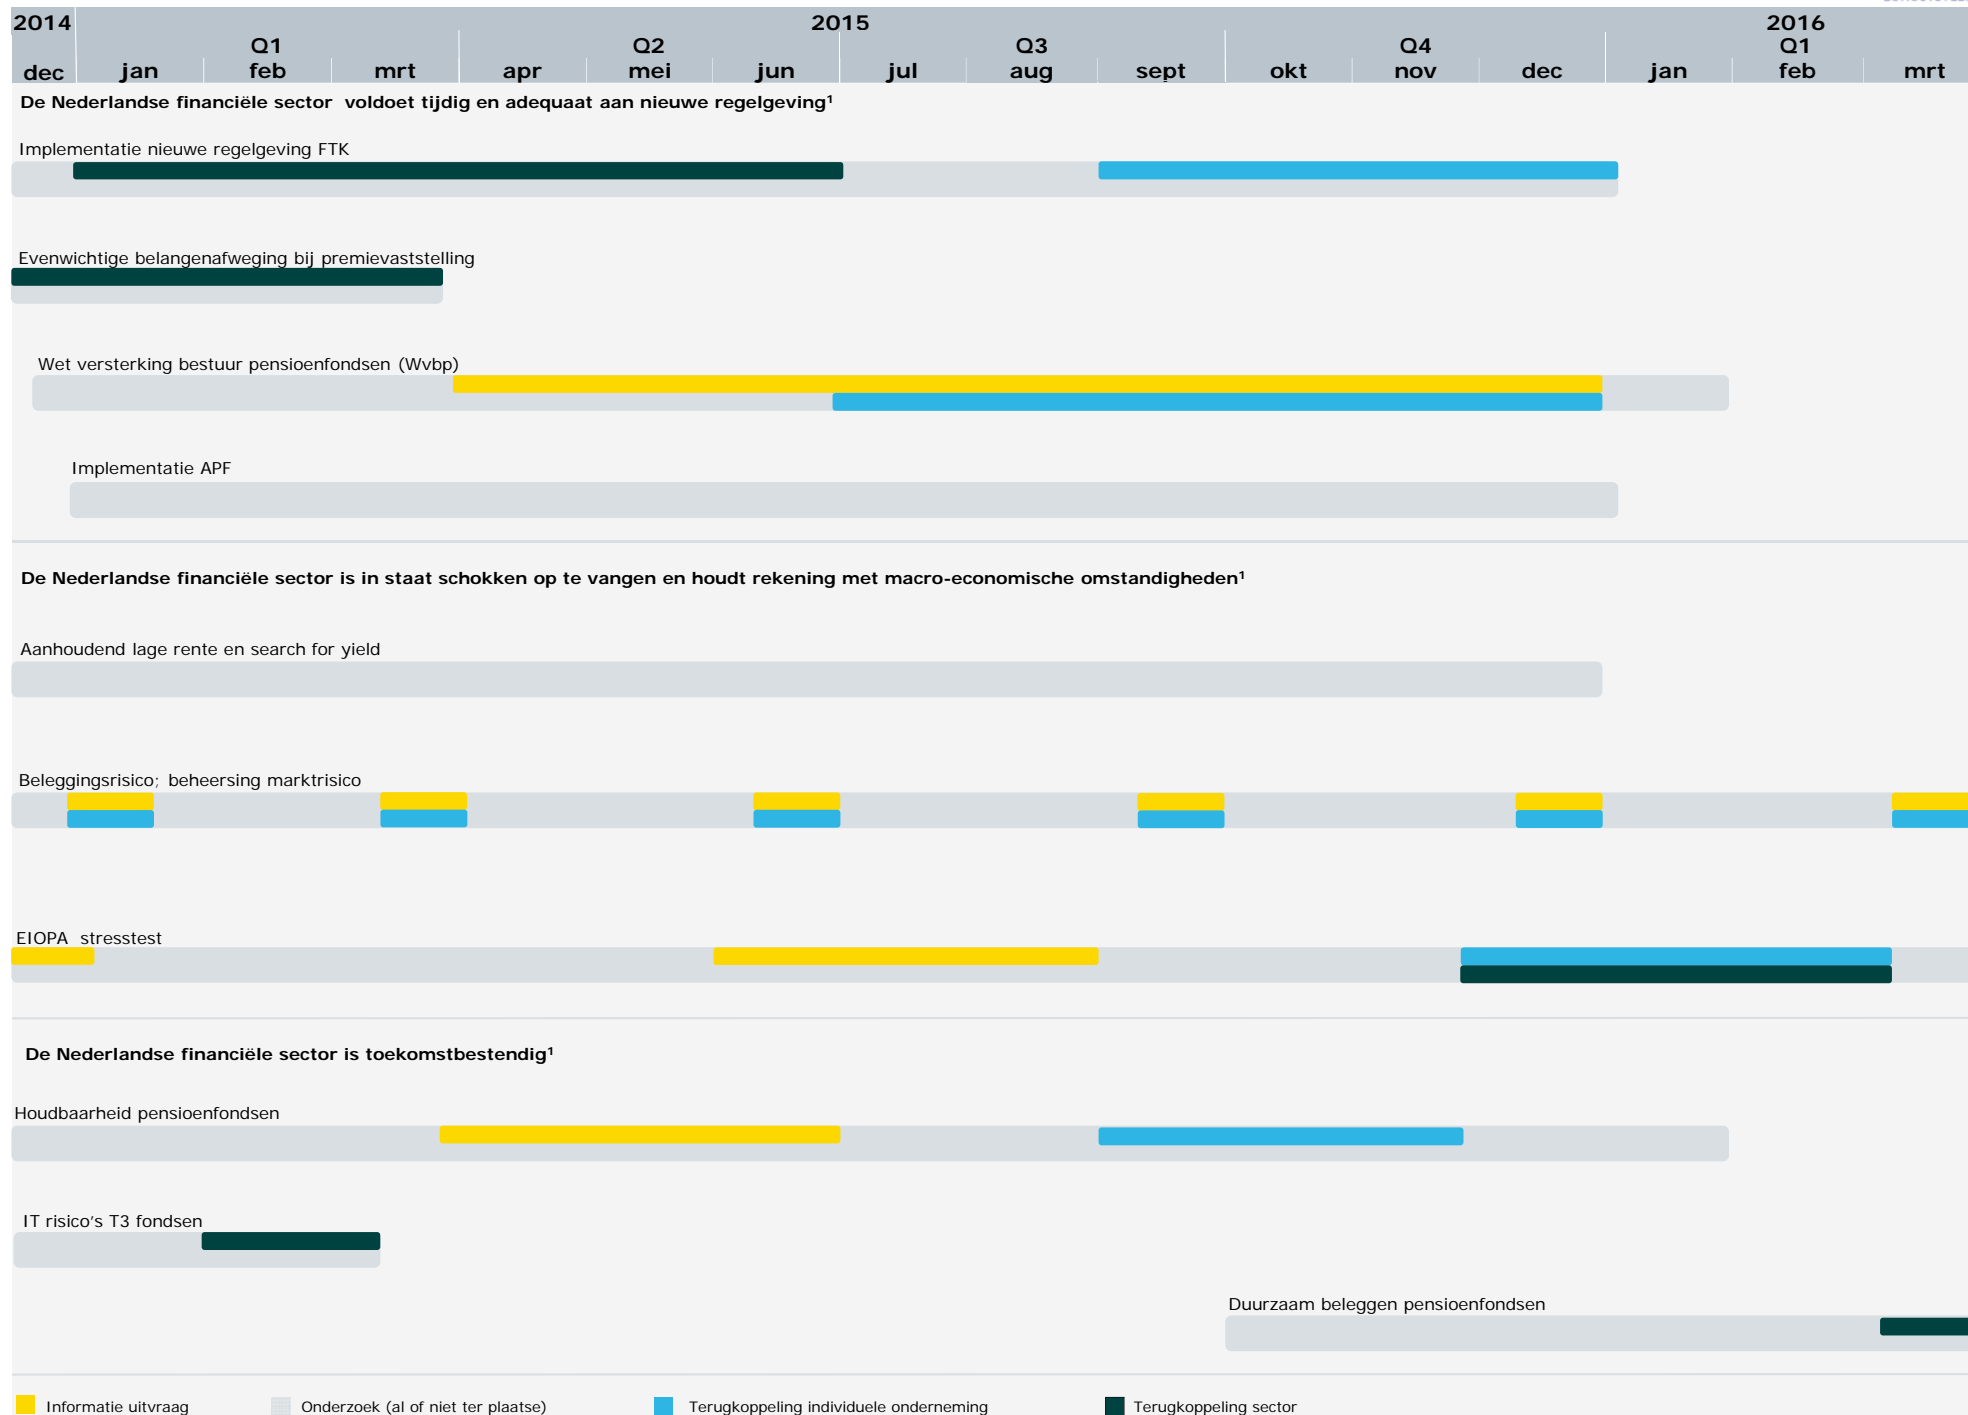 2014 2015 2016
Q1 Q2 Q3 Q4 Q1
dec jan feb mrt apr mei jun jul aug sept okt nov dec jan feb mrt
De Nederlandse financiële sector voldoet tijdig en adequaat aan nieuwe regelgeving¹
Implementatie nieuwe regelgeving FTK
Evenwichtige belangenafweging bij premievaststelling
Wet versterking bestuur pensioenfondsen (Wvbp)
Implementatie APF
De Nederlandse financiële sector is in staat schokken op te vangen en houdt rekening met macro-economische omstandigheden¹
Aanhoudend lage rente en search for yield
Beleggingsrisico; beheersing marktrisico
EIOPA stresstest
De Nederlandse financiële sector is toekomstbestendig¹
Houdbaarheid pensioenfondsen
IT risico's T3 fondsen
Duurzaam beleggen pensioenfondsen
Informatie uitvraag Onderzoek (al of niet ter plaatse) Terugkoppeling individuele onderneming Terugkoppeling sector